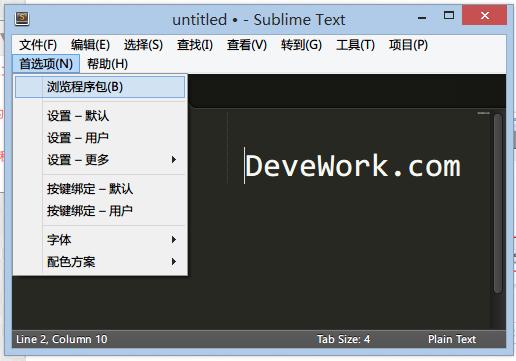 untitled • - Sublime Text
文件(F) 编辑(E) 选择(S) 查找(I) 查看(V) 转到(G) 工具(T) 项目(P)
首选项(N) 帮助(H)
浏览程序包(B)
设置 – 默认
设置 – 用户
设置 – 更多
按键绑定 – 默认
按键绑定 – 用户
字体
配色方案
DeveWork.com
Line 2, Column 10 Tab Size: 4 Plain Text